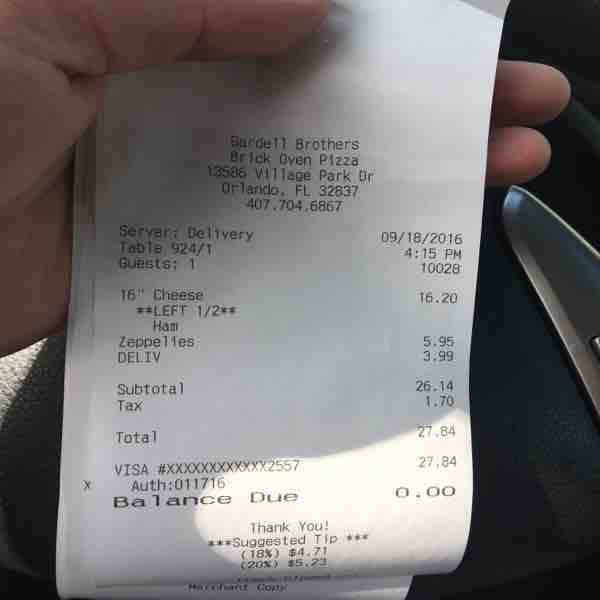 Bardell Brothers
Brick Oven Pizza
13586 Village Park Dr
Orlando, FL 32837
407.704.6867
Server: Delivery 09/18/2016
Table 924/1 4:15 PM
Guests: 1 10028
16" Cheese 16.20
**LEFT 1/2**
Ham
Zeppelies 5.95
DELIV 3.99
Subtotal 26.14
Tax 1.70
Total 27.84
VISA #XXXXXXXXXXXX2557 27.84
X Auth:011716
Balance Due 0.00
Thank You!
***Suggested Tip ***
(18%) $4.71
(20%) $5.23
Merchant Copy